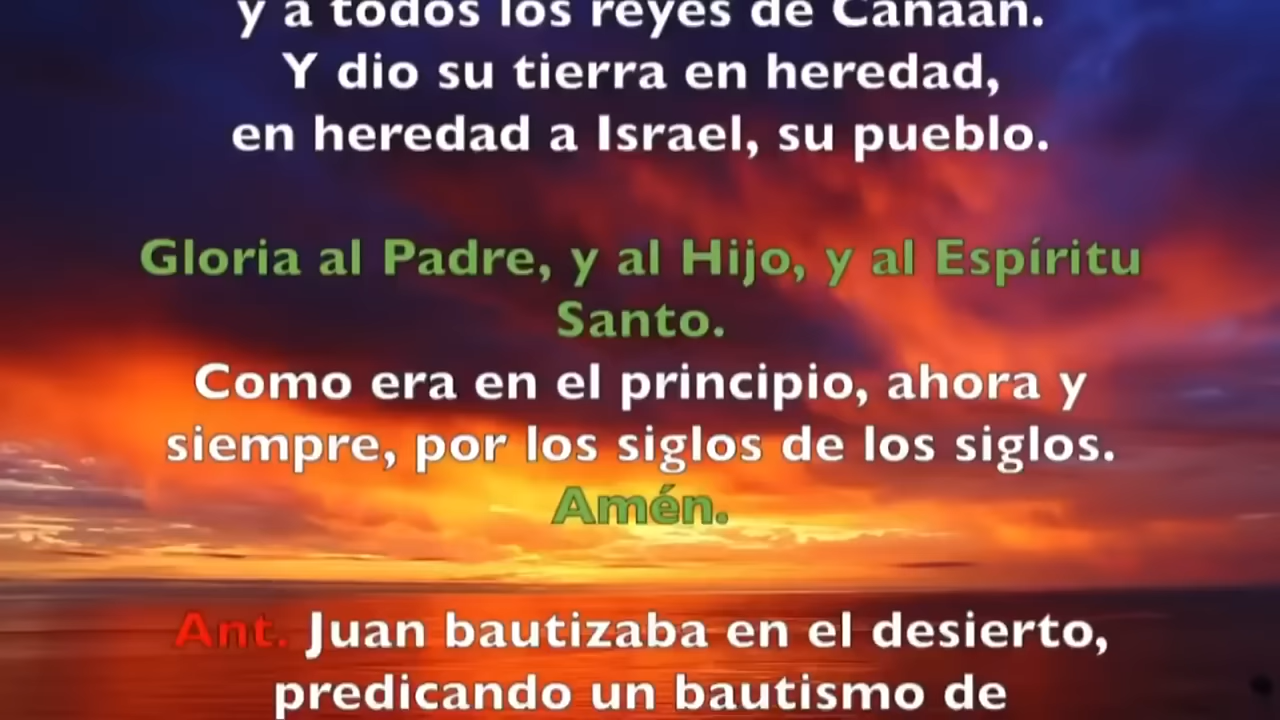 y a todos los reyes de Canaán.
Y dio su tierra en heredad,
en heredad a Israel, su pueblo.
Gloria al Padre, y al Hijo, y al Espíritu
Santo.
Como era en el principio, ahora y
siempre, por los siglos de los siglos.
Amén.
Ant. Juan bautizaba en el desierto,
predicando un bautismo de